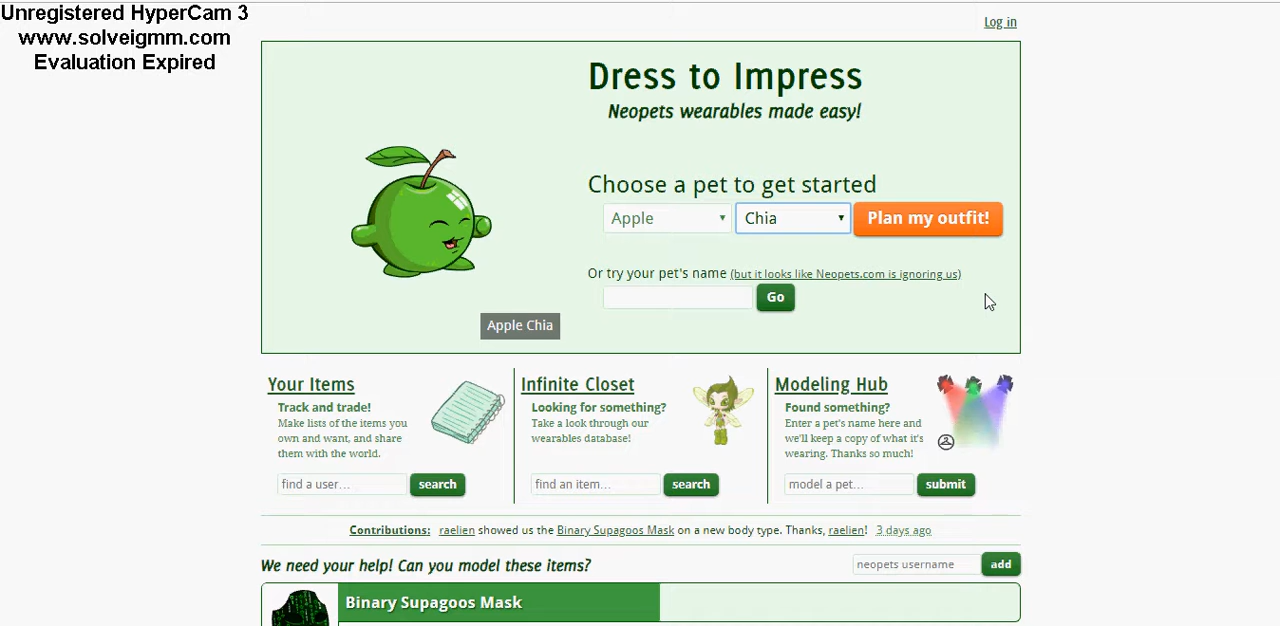 Unregistered HyperCam 3
www.solveigmm.com
Evaluation Expired
Log in
Dress to Impress
Neopets wearables made easy!
Choose a pet to get started
Apple
Chia
Plan my outfit!
Or try your pet's name (but it looks like Neopets.com is ignoring us)
Go
Apple Chia
Your Items
Track and trade!
Make lists of the items you
own and want, and share
them with the world.
find a user...
search
Infinite Closet
Looking for something?
Take a look through our
wearables database!
find an item...
search
Modeling Hub
Found something?
Enter a pet's name here and
we'll keep a copy of what it's
wearing. Thanks so much!
model a pet...
submit
Contributions: raelien showed us the Binary Supagoos Mask on a new body type. Thanks, raelien! 3 days ago
We need your help! Can you model these items?
neopets username
add
Binary Supagoos Mask